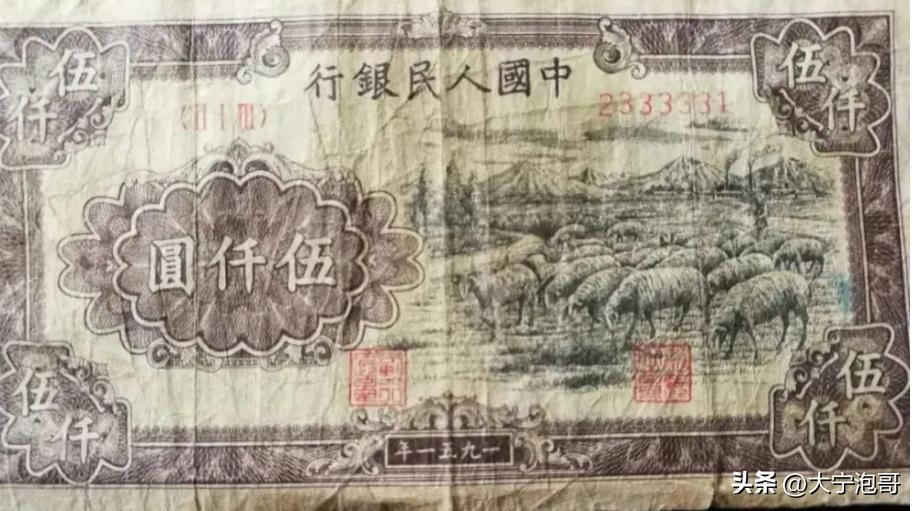 伍仟
中國人民銀行
伍仟
2333331
伍仟圓
伍仟
伍仟
一九五一年
头条 @大宁泡哥